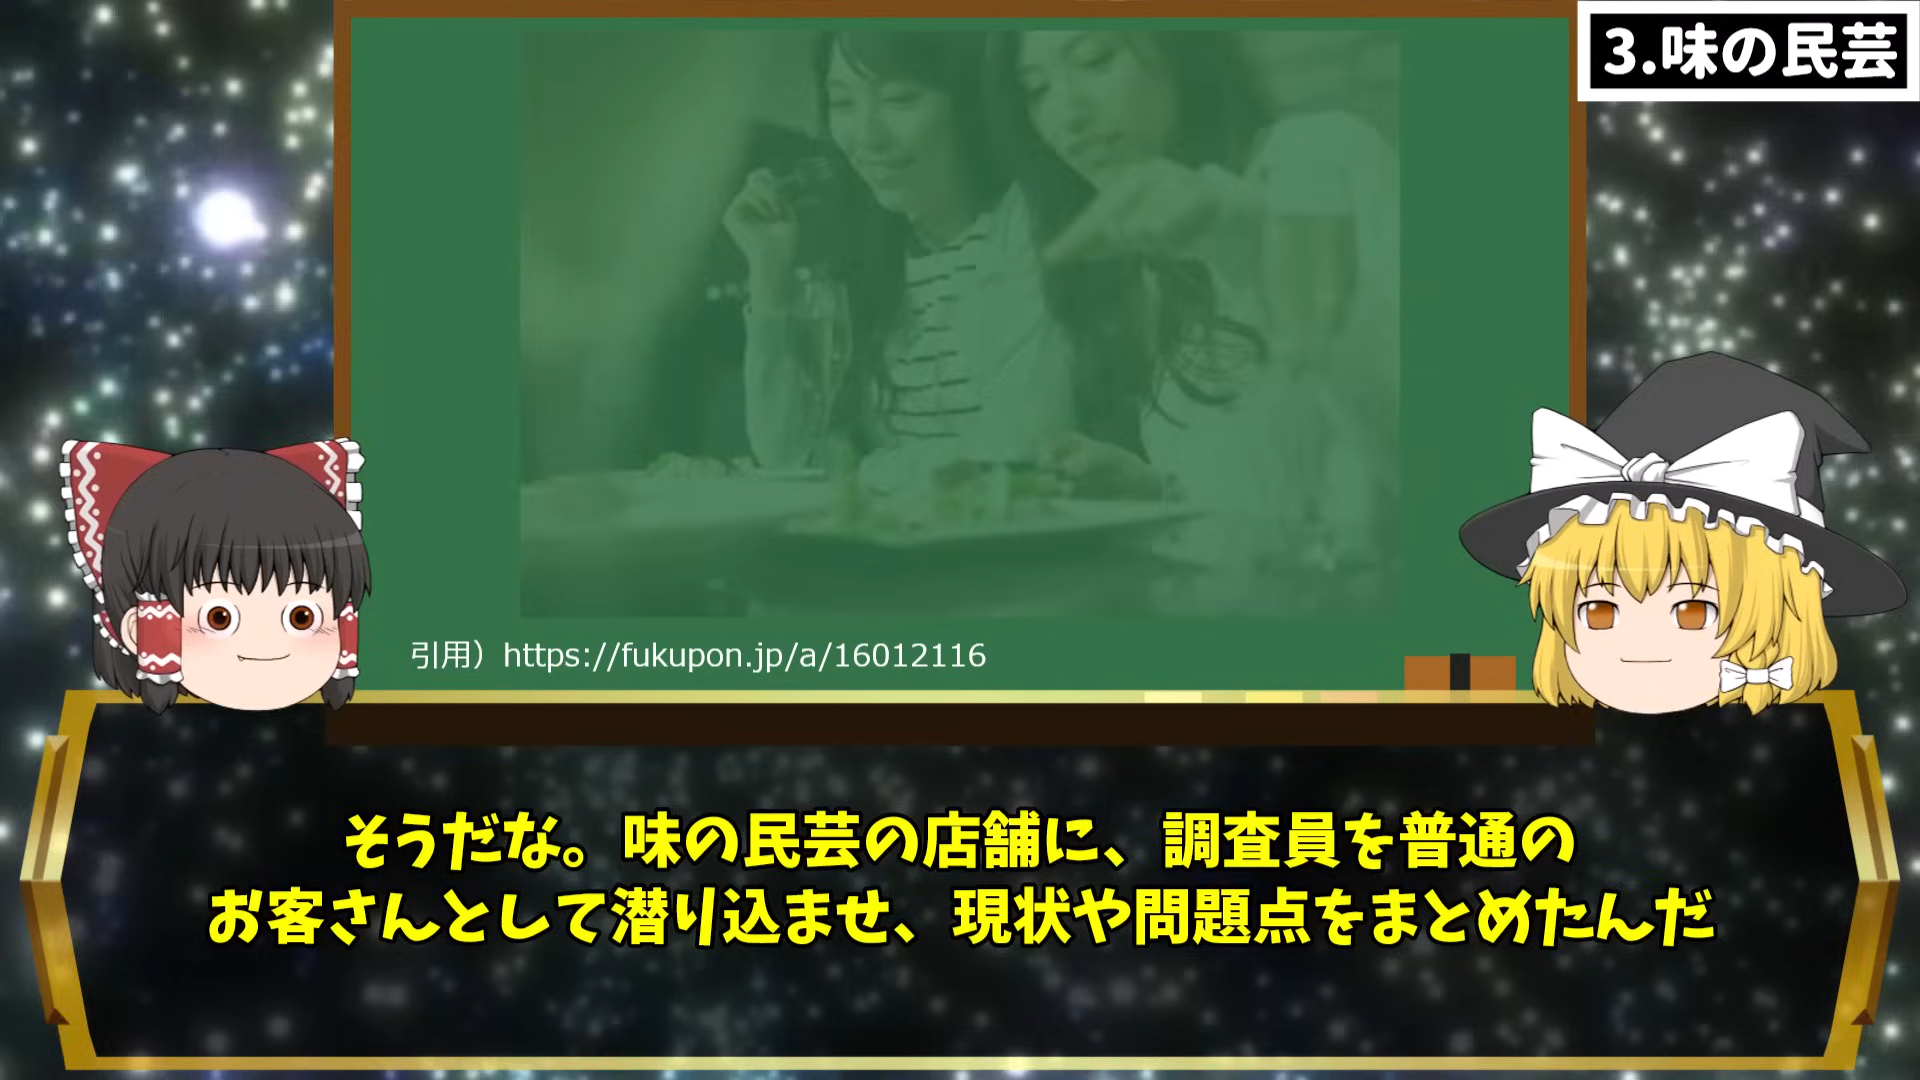 3.味の民芸
引用）https://fukupon.jp/a/16012116
そうだな。味の民芸の店舗に、調査員を普通の
お客さんとして潜り込ませ、現状や問題点をまとめたんだ